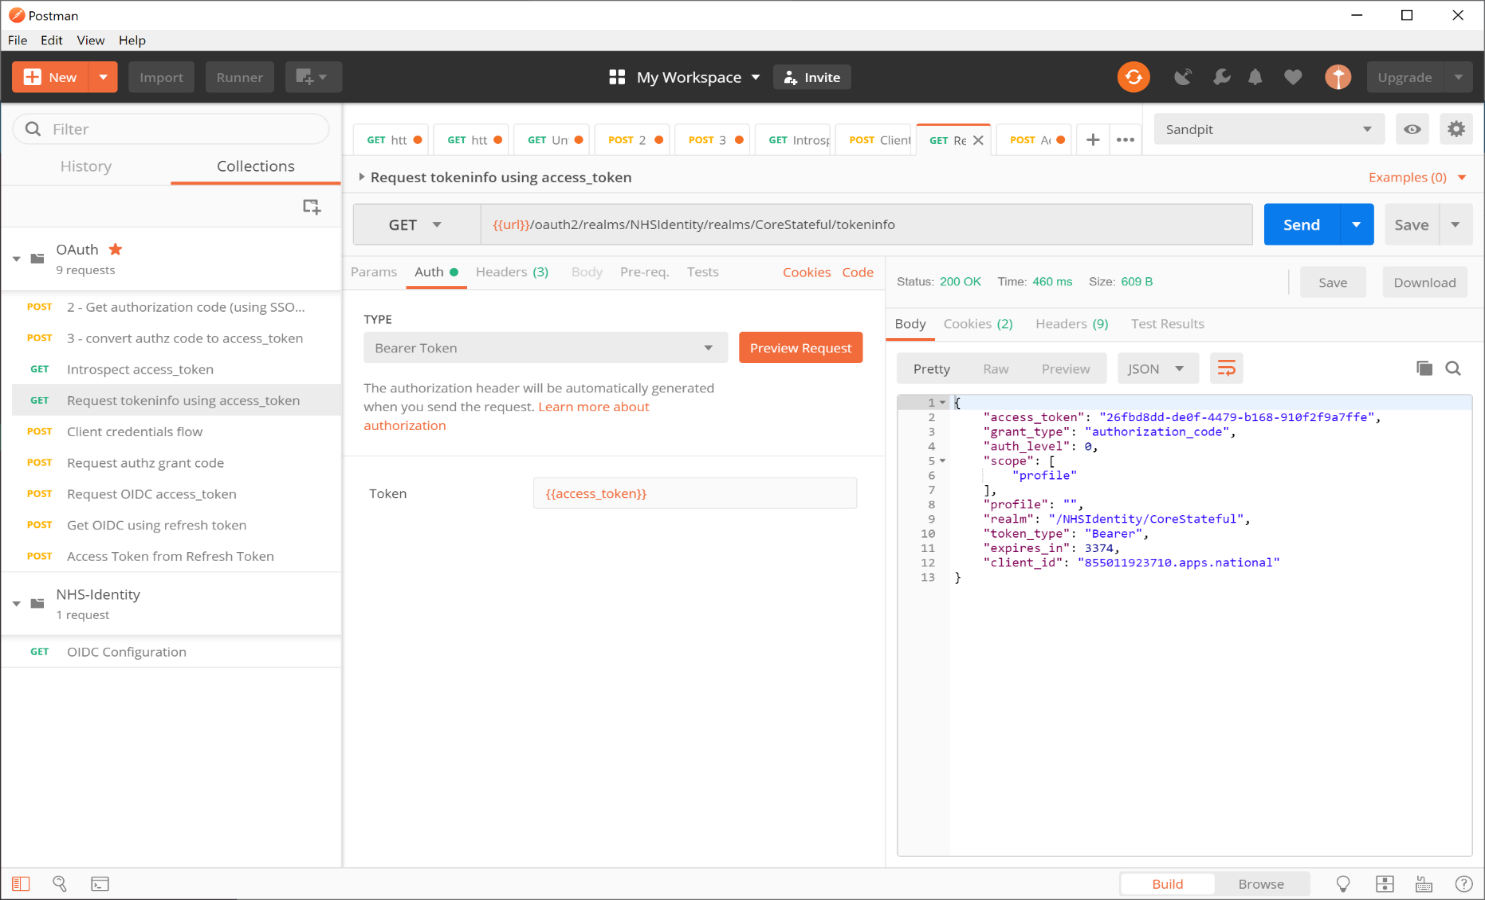 Postman
File Edit View Help
New Import Runner My Workspace Invite Upgrade
Filter
History Collections
OAuth
9 requests
POST 2 - Get authorization code (using SSO...
POST 3 - convert authz code to access_token
GET Introspect access_token
GET Request tokeninfo using access_token
POST Client credentials flow
POST Request authz grant code
POST Request OIDC access_token
POST Get OIDC using refresh token
POST Access Token from Refresh Token
NHS-Identity
1 request
GET OIDC Configuration
GET htt GET htt GET Un POST 2 POST 3 GET Introsp POST Client GET Re POST Ac
Sandpit
Request tokeninfo using access_token
Examples (0)
GET {{url}}/oauth2/realms/NHSIdentity/realms/CoreStateful/tokeninfo
Send Save
Params Auth Headers (3) Body Pre-req. Tests Cookies Code
TYPE
Bearer Token Preview Request
The authorization header will be automatically generated
when you send the request. Learn more about
authorization
Token {{access_token}}
Status: 200 OK Time: 460 ms Size: 609 B Save Download
Body Cookies (2) Headers (9) Test Results
Pretty Raw Preview JSON
1 {
2 "access_token": "26fbd8dd-de0f-4479-b168-910f2f9a7ffe",
3 "grant_type": "authorization_code",
4 "auth_level": 0,
5 "scope": [
6 "profile"
7 ],
8 "profile": "",
9 "realm": "/NHSIdentity/CoreStateful",
10 "token_type": "Bearer",
11 "expires_in": 3374,
12 "client_id": "855011923710.apps.national"
13 }
Build Browse